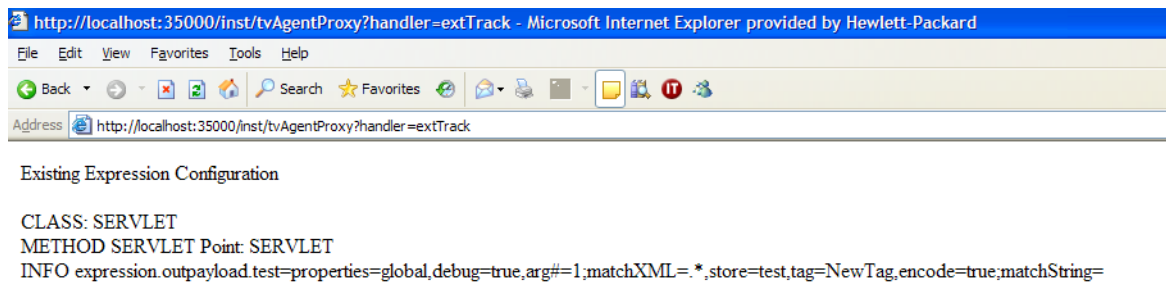 http://localhost:35000/inst/tvAgentProxy?handler=extTrack - Microsoft Internet Explorer provided by Hewlett-Packard
File Edit View Favorites Tools Help
Back Search Favorites
Address http://localhost:35000/inst/tvAgentProxy?handler=extTrack
Existing Expression Configuration
CLASS: SERVLET
METHOD SERVLET Point: SERVLET
INFO expression.outpayload.test=properties=global,debug=true,arg#=1;matchXML=.*,store=test,tag=NewTag,encode=true;matchString=